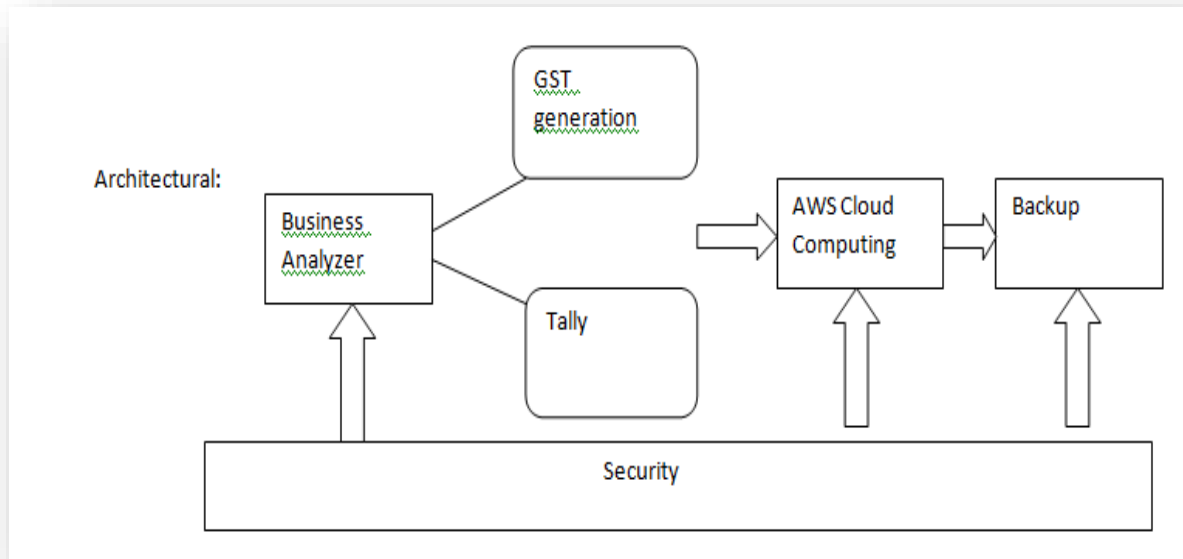 GST
generation
Architectural:
Business
Analyzer
AWS Cloud
Computing
Backup
Tally
Security